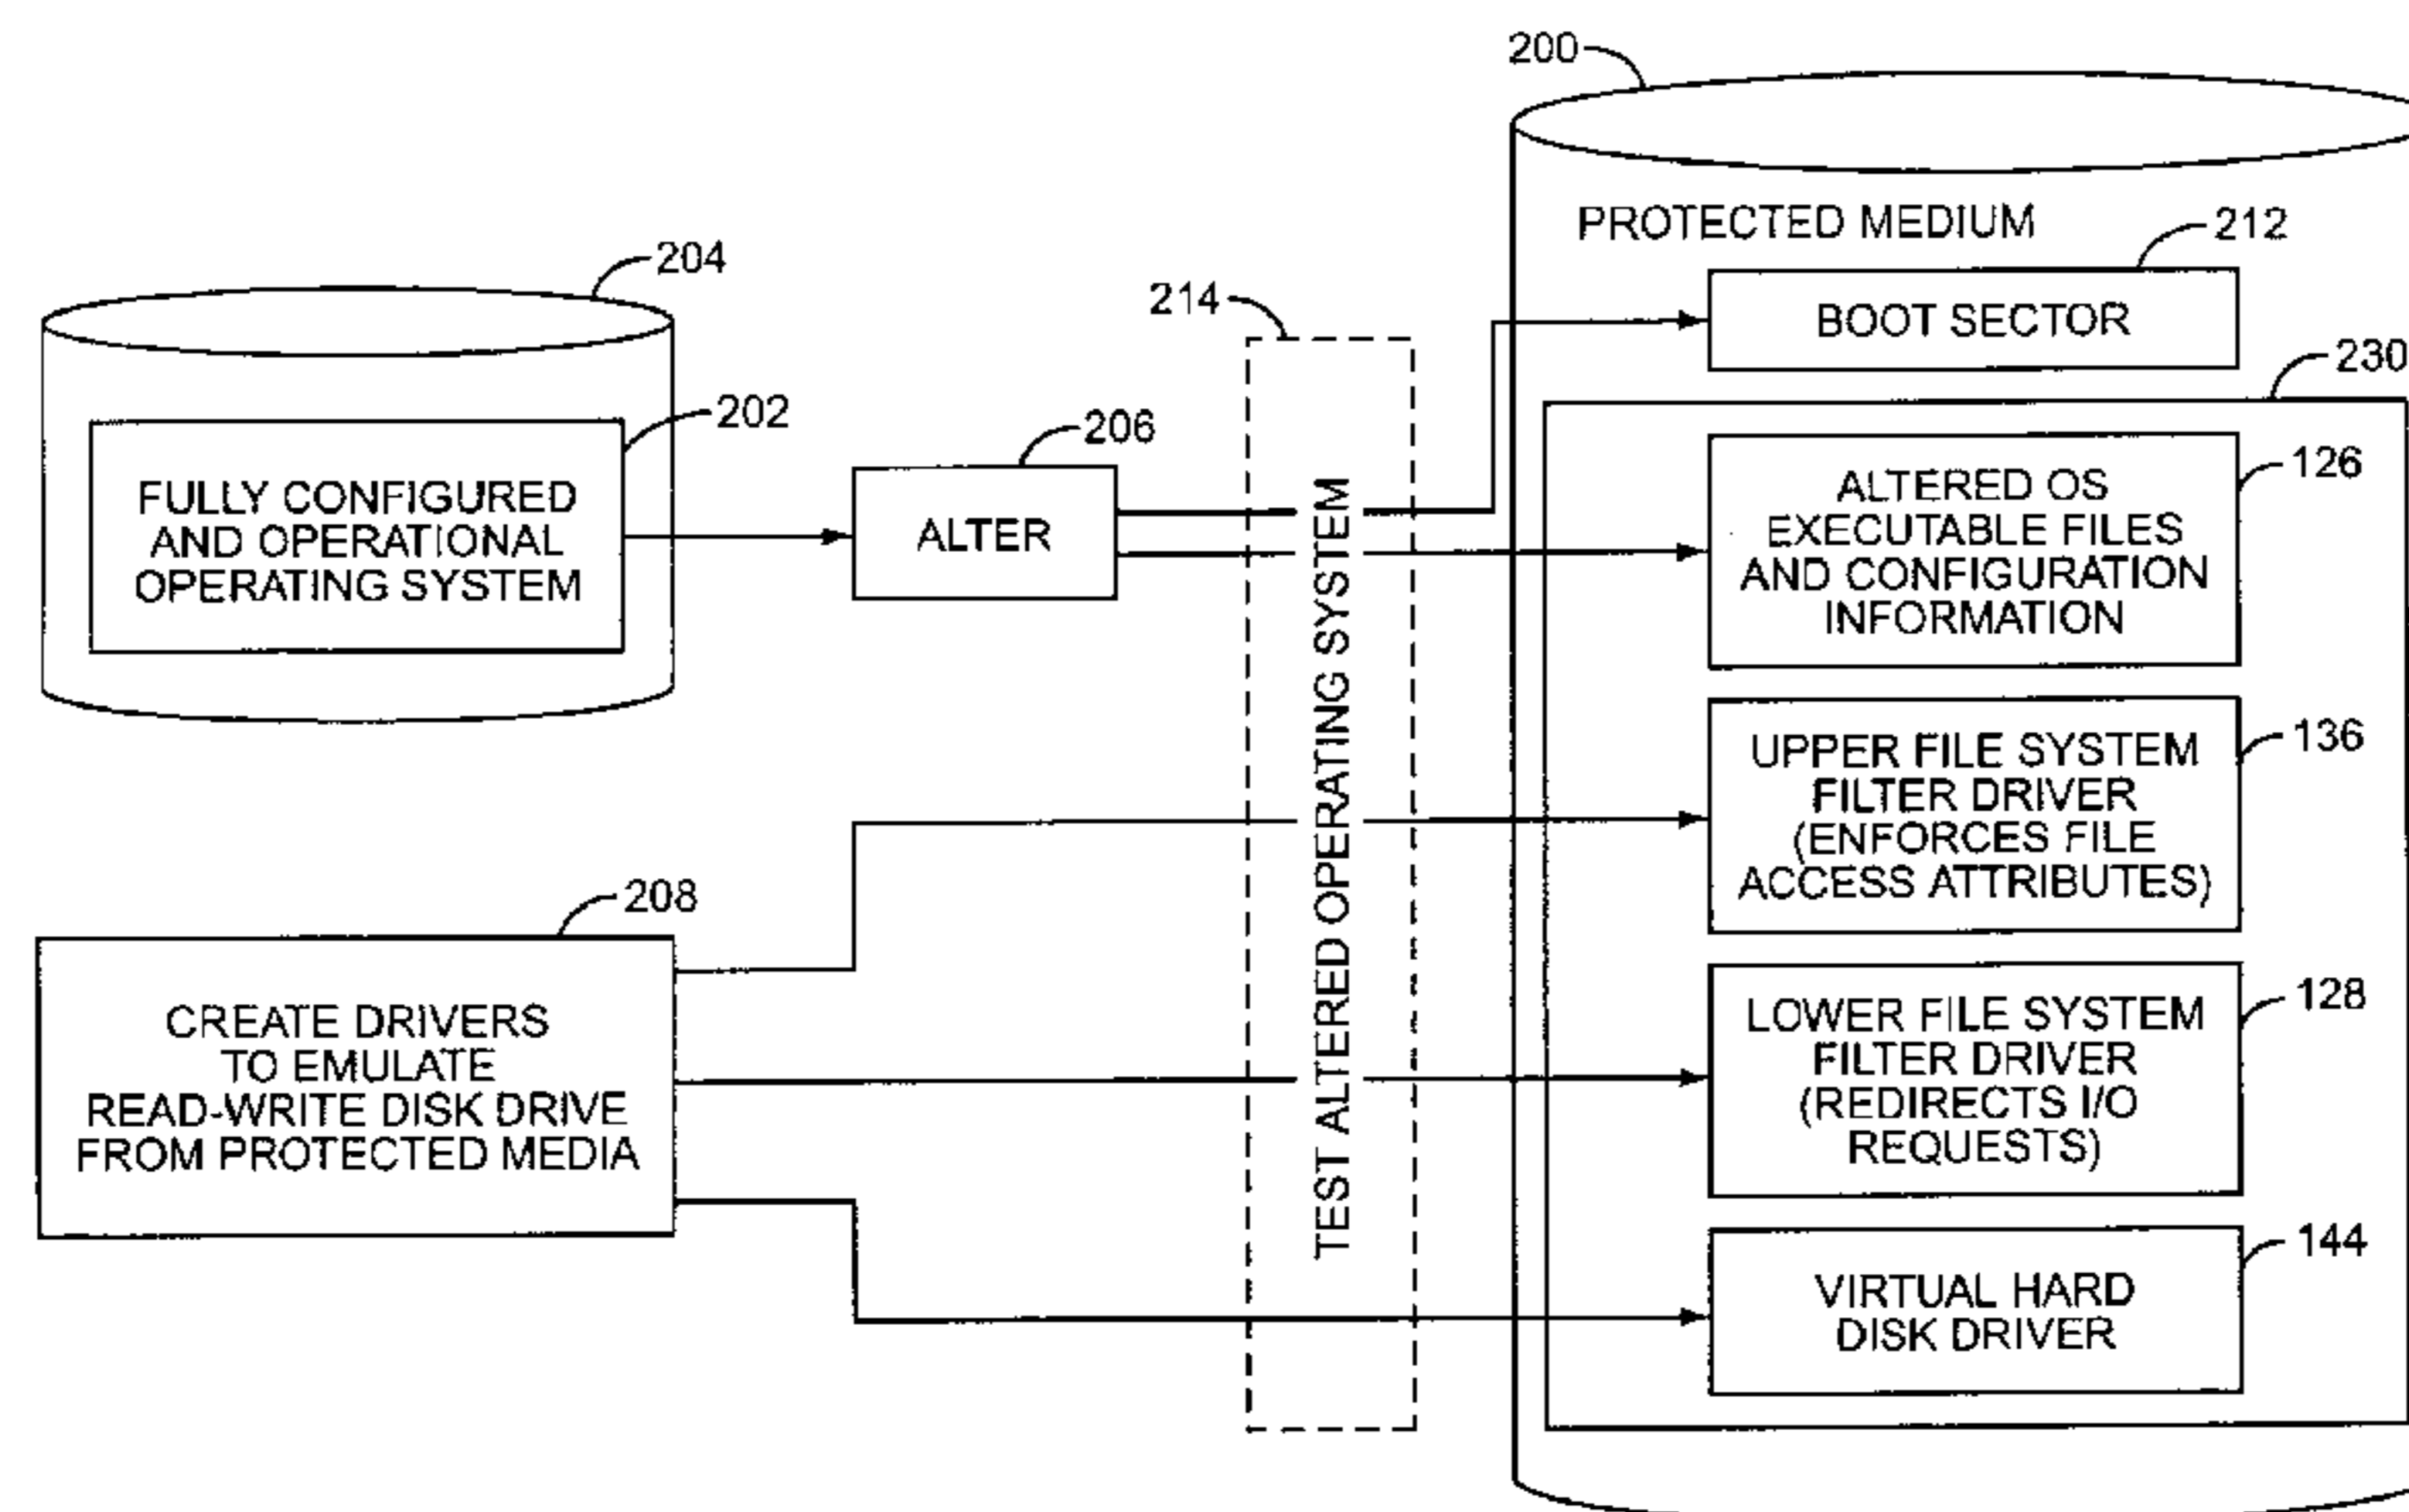 200
PROTECTED MEDIUM
212
BOOT SECTOR
204
214
230
202
FULLY CONFIGURED
AND OPERATIONAL
OPERATING SYSTEM
206
ALTER
TEST ALTERED OPERATING SYSTEM
126
ALTERED OS
EXECUTABLE FILES
AND CONFIGURATION
INFORMATION
136
UPPER FILE SYSTEM
FILTER DRIVER
(ENFORCES FILE
ACCESS ATTRIBUTES)
208
CREATE DRIVERS
TO EMULATE
READ-WRITE DISK DRIVE
FROM PROTECTED MEDIA
128
LOWER FILE SYSTEM
FILTER DRIVER
(REDIRECTS I/O
REQUESTS)
144
VIRTUAL HARD
DISK DRIVER